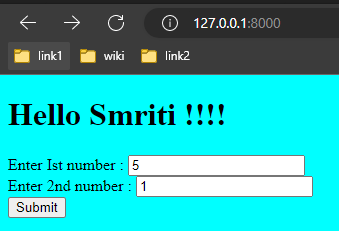 127.0.0.1:8000
link1 wiki link2
Hello Smriti !!!!
Enter Ist number : 5
Enter 2nd number : 1
Submit